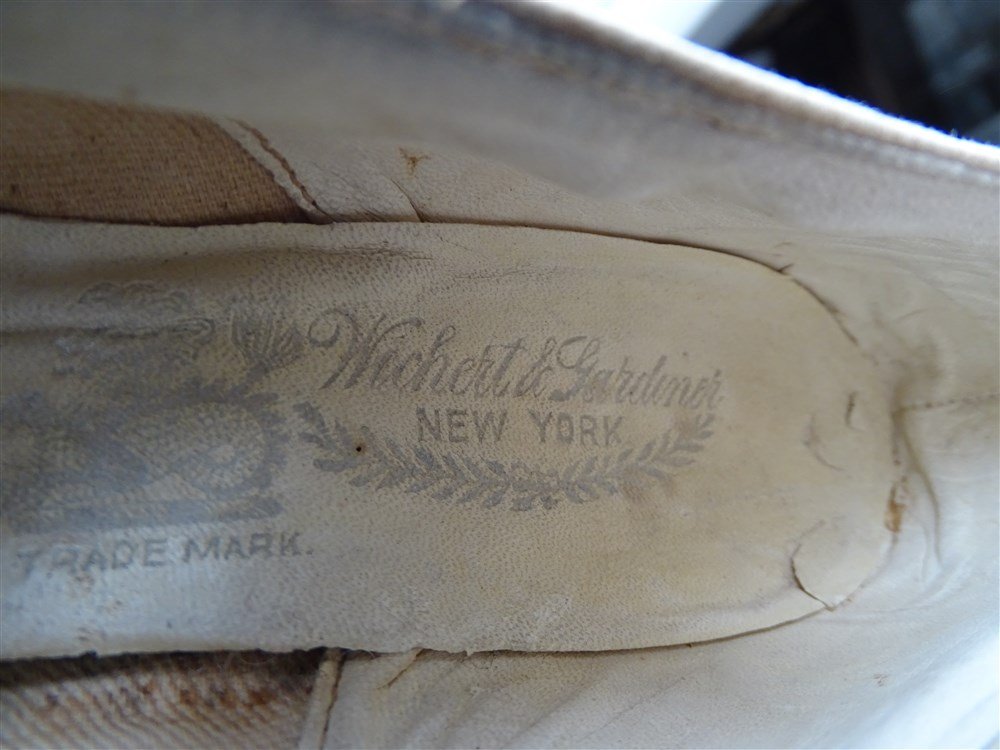 Wichert & Gardiner
NEW YORK
TRADE MARK.